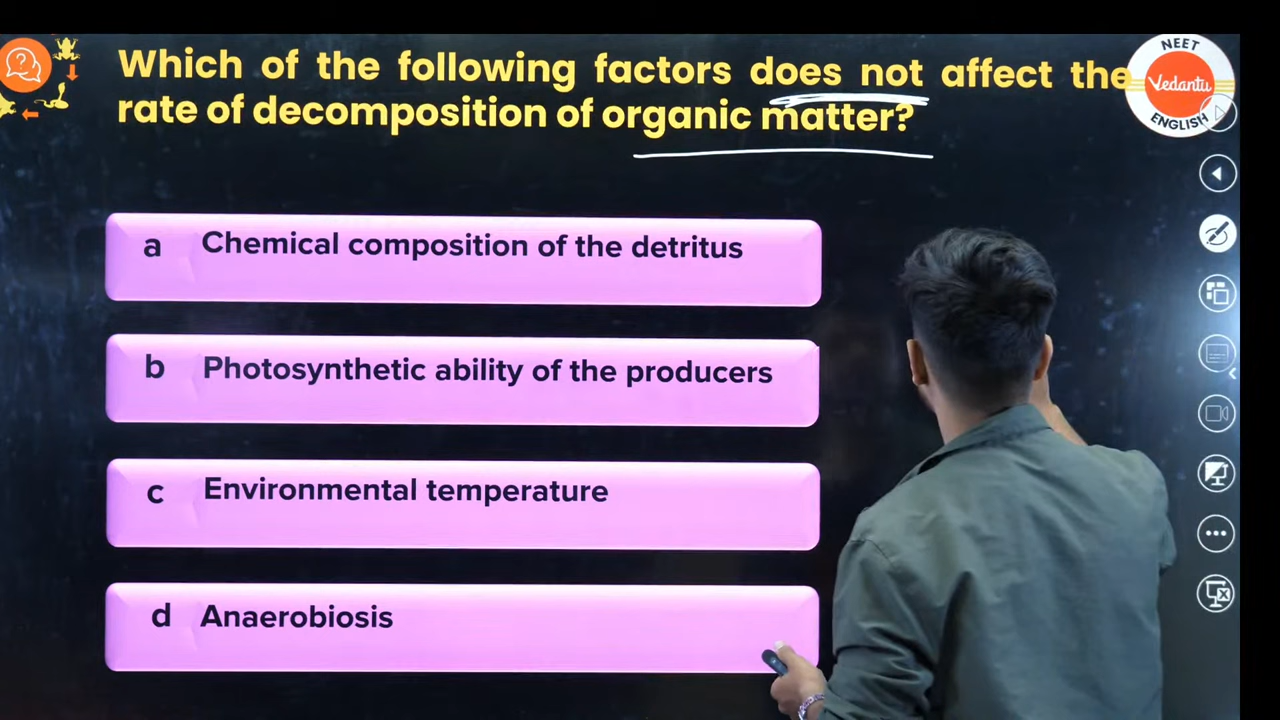 Which of the following factors does not affect the
rate of decomposition of organic matter?
NEET
Vedantu
ENGLISH
a Chemical composition of the detritus
b Photosynthetic ability of the producers
c Environmental temperature
d Anaerobiosis